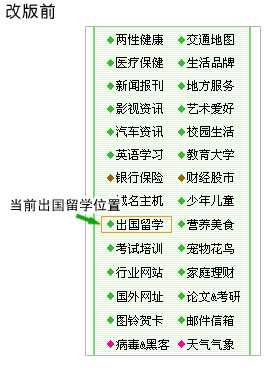 改版前
◆两性健康 ◆交通地图
◆医疗保健 ◆生活品牌
◆新闻报刊 ◆地方服务
◆影视资讯 ◆艺术爱好
◆汽车资讯 ◆校园生活
◆英语学习 ◆教育大学
◆银行保险 ◆财经股市
当前出国留学位置
名主机 ◆少年儿童
◆出国留学 ◆营养美食
◆考试培训 ◆宠物花鸟
◆行业网站 ◆家庭理财
◆国外网址 ◆论文&考研
◆图铃贺卡 ◆邮件信箱
◆病毒&黑客 ◆天气气象